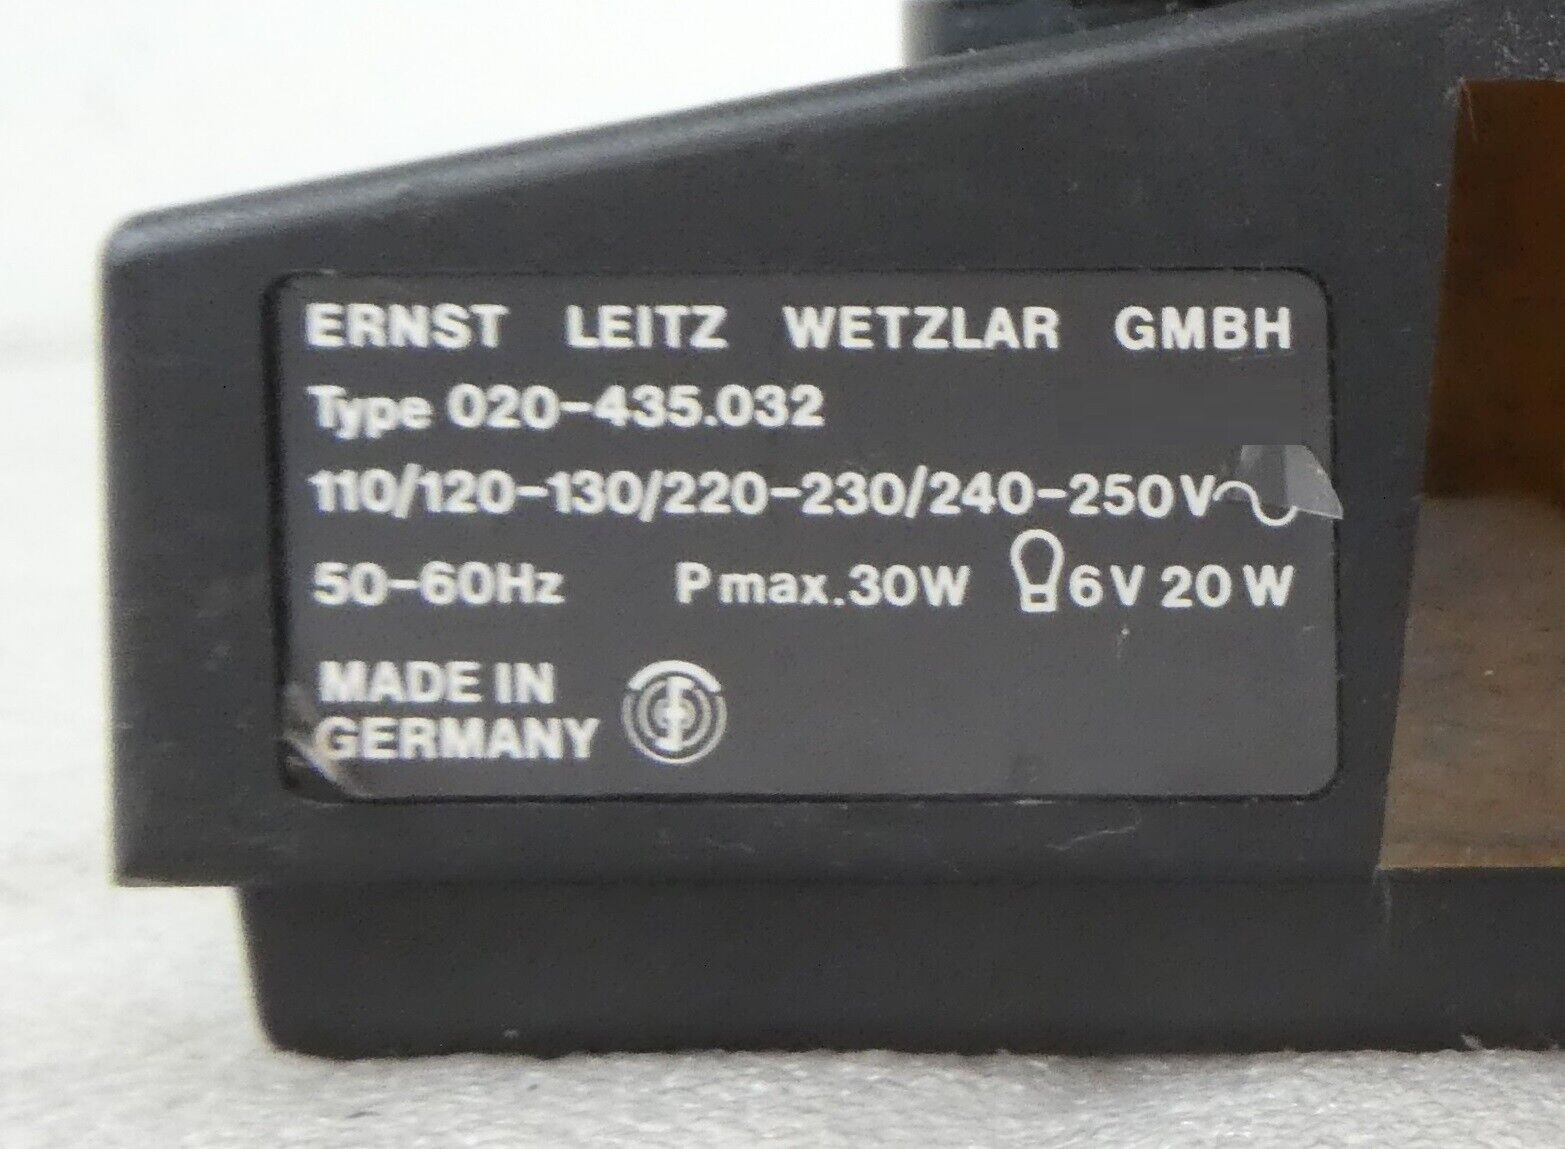 ERNST LEITZ WETZLAR GMBH
Type 020-435.032
110/120-130/220-230/240-250V~
50-60Hz Pmax.30W 6V 20W
MADE IN
GERMANY